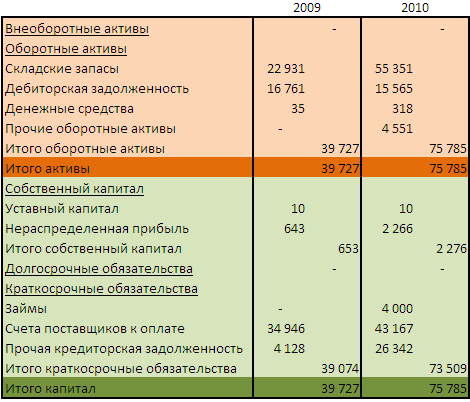 2009 2010
Внеоборотные активы - -
Оборотные активы
Складские запасы 22 931 55 351
Дебиторская задолженность 16 761 15 565
Денежные средства 35 318
Прочие оборотные активы - 4 551
Итого оборотные активы 39 727 75 785
Итого активы 39 727 75 785
Собственный капитал
Уставный капитал 10 10
Нераспределенная прибыль 643 2 266
Итого собственный капитал 653 2 276
Долгосрочные обязательства - -
Краткосрочные обязательства
Займы - 4 000
Счета поставщиков к оплате 34 946 43 167
Прочая кредиторская задолженность 4 128 26 342
Итого краткосрочные обязательства 39 074 73 509
Итого капитал 39 727 75 785